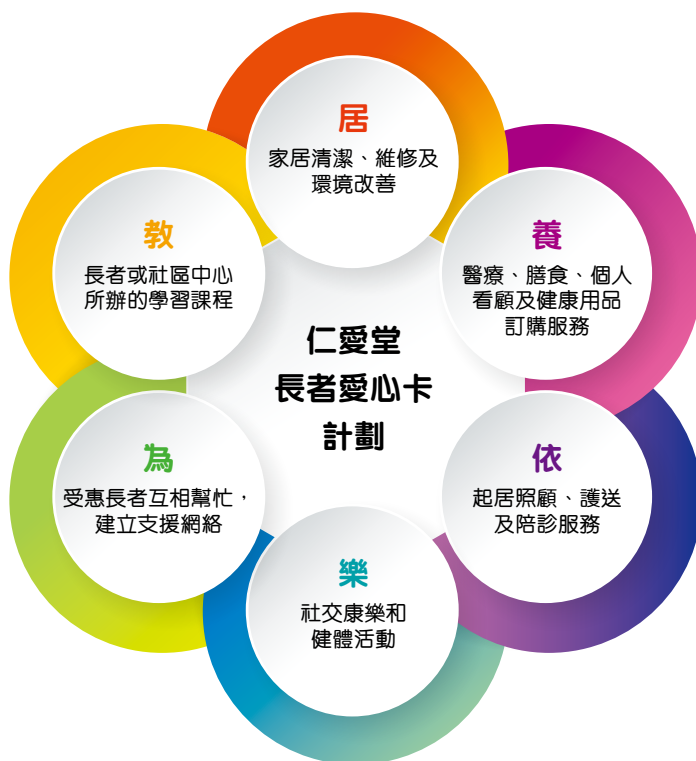 居
家居清潔、維修及
環境改善
養
醫療、膳食、個人
看顧及健康用品
訂購服務
依
起居照顧、護送
及陪診服務
樂
社交康樂和
健體活動
為
受惠長者互相幫忙，
建立支援網絡
教
長者或社區中心
所辦的學習課程
仁愛堂
長者愛心卡
計劃